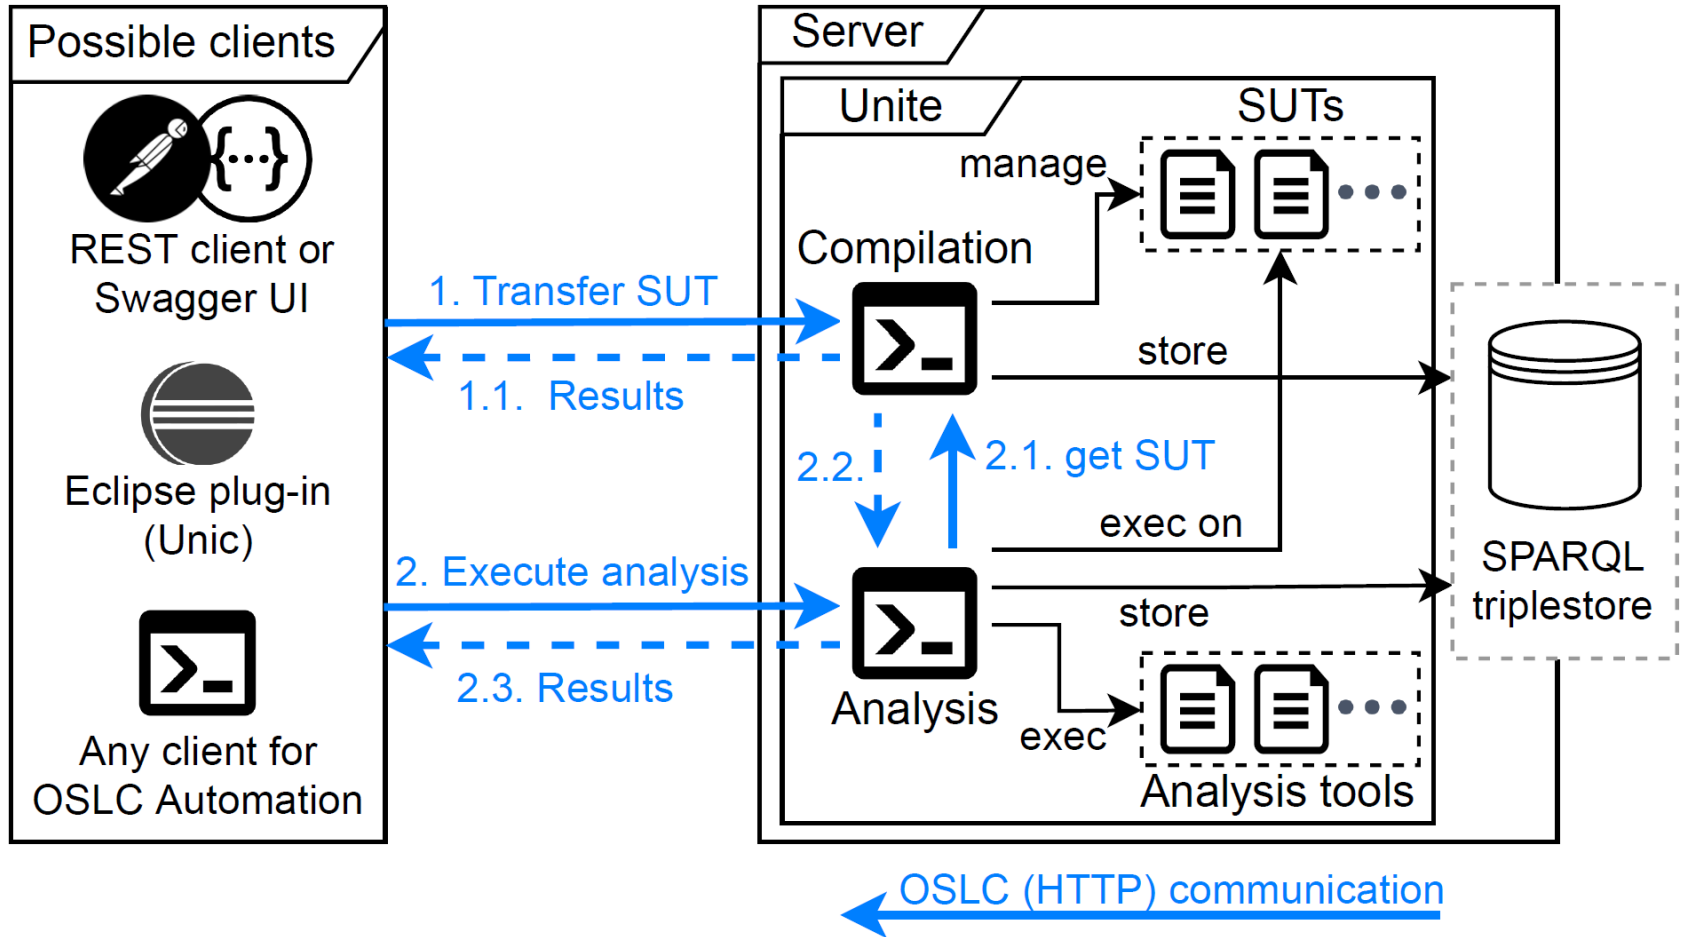 Possible clients
REST client or
Swagger UI
Eclipse plug-in
(Unic)
Any client for
OSLC Automation
1. Transfer SUT
1.1. Results
2. Execute analysis
2.3. Results
Server
Unite
SUTs
manage
Compilation
store
2.2.
2.1. get SUT
exec on
store
Analysis
exec
Analysis tools
SPARQL
triplestore
OSLC (HTTP) communication